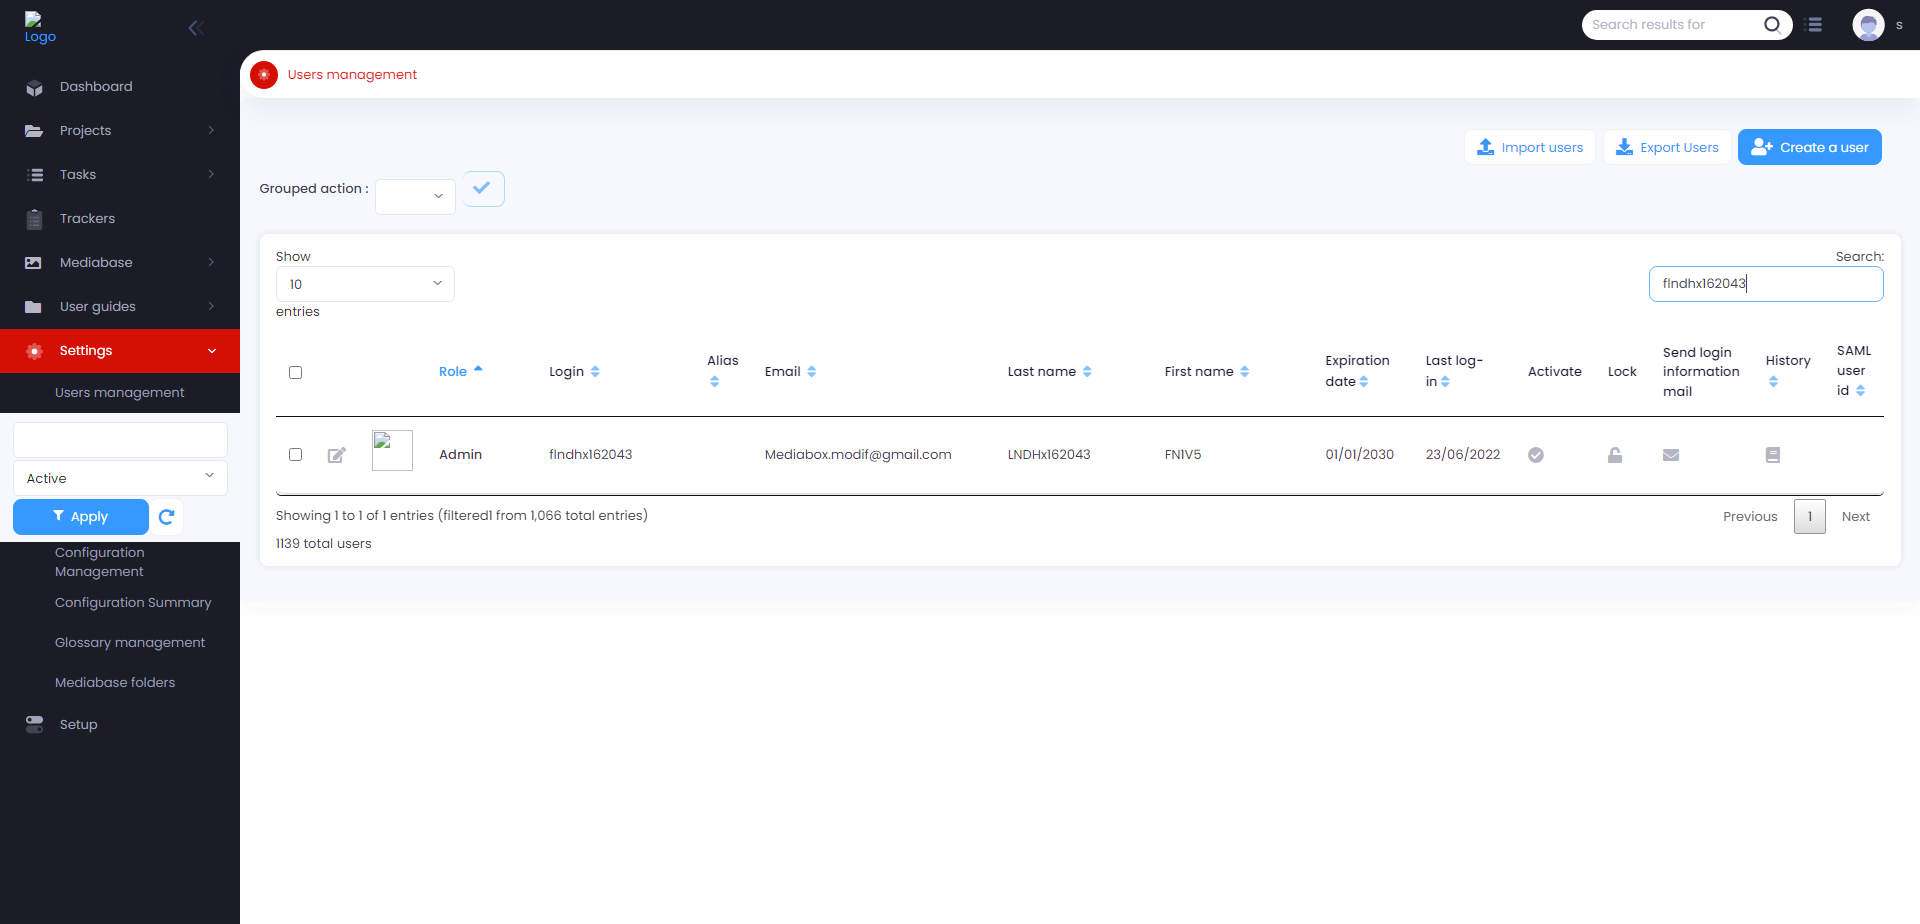 Logo
Search results for
s
Dashboard
Projects
Tasks
Trackers
Mediabase
User guides
Settings
Users management
Active
Apply
Configuration
Management
Configuration Summary
Glossary management
Mediabase folders
Setup
Users management
Import users
Export Users
Create a user
Grouped action :
Show
10
entries
Search:
flndhx162043
Role
Login
Alias
Email
Last name
First name
Expiration
date
Last log-
in
Activate
Lock
Send login
information
mail
History
SAML
user
id
Admin
flndhx162043
Mediabox.modif@gmail.com
LNDHx162043
FN1V5
01/01/2030
23/06/2022
Showing 1 to 1 of 1 entries (filtered1 from 1,066 total entries)
1139 total users
Previous
1
Next